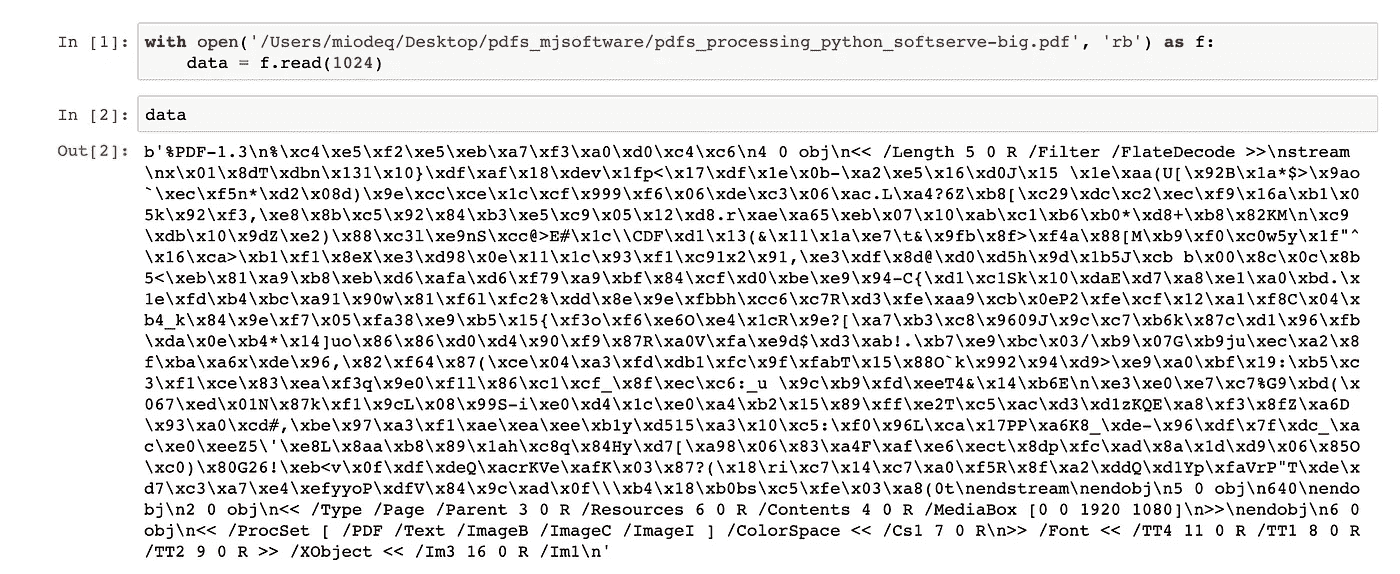 In [1]: with open('/Users/miodeq/Desktop/pdfs_mjsoftware/pdfs_processing_python_softserve-big.pdf', 'rb') as f:
data = f.read(1024)
In [2]: data
Out[2]: b'%PDF-1.3\n%\xc4\xe5\xf2\xe5\xeb\xa7\xf3\xa0\xd0\xc4\xc6\n4 0 obj\n<< /Length 5 0 R /Filter /FlateDecode >>\nstream
\nx\x01\x8dT\xdbn\x131\x10}\xdf\xaf\x18\xdev\x1fp<\x17\xdf\x1e\x0b-\xa2\xe5\x16\xd0J\x15 \x1e\xaa(U[\x92B\x1a*$>\x9ao
`\xec\xf5n*\xd2\x08d)\x9e\xcc\xce\x1c\xcf\x999\xf6\x06\xde\xc3\x06\xac.L\xa4?6Z\xb8[\xc29\xdc\xc2\xec\xf9\x16a\xb1\x0
5k\x92\xf3,\xe8\x8b\xc5\x92\x84\xb3\xe5\xc9\x05\x12\xd8.r\xae\xa65\xeb\x07\x10\xab\xc1\xb6\xb0*\xd8+\xb8\x82KM\n\xc9
\xdb\x10\x9dZ\xe2)\x88\xc3l\xe9nS\xcc@>E#\x1c\\CDF\xd1\x13(&\x11\x1a\xe7\t&\x9fb\x8f>\xf4a\x88[M\xb9\xf0\xc0w5y\x1f"^
\x16\xca>\xb1\xf1\x8eX\xe3\xd98\x0e\x11\x1c\x93\xf1\xc91x2\x91,\xe3\xdf\x8d@\xd0\xd5h\x9d\x1b5J\xcb b\x00\x8c\x0c\x8b
5<\xeb\x81\xa9\xb8\xeb\xd6\xafa\xd6\xf79\xa9\xbf\x84\xcf\xd0\xbe\xe9\x94-C{\xd1\xc1Sk\x10\xdaE\xd7\xa8\xe1\xa0\xbd.\x
1e\xfd\xb4\xbc\xa91\x90w\x81\xf6l\xfc2%\xdd\x8e\x9e\xfbbh\xcc6\xc7R\xd3\xfe\xaa9\xcb\x0eP2\xfe\xcf\x12\xa1\xf8C\x04\x
b4_k\x84\x9e\xf7\x05\xfa38\xe9\xb5\x15{\xf3o\xf6\xe6O\xe4\x1cR\x9e?[\xa7\xb3\xc8\x9609J\x9c\xc7\xb6k\x87c\xd1\x96\xfb
\xda\x0e\xb4*\x14]uo\x86\x86\xd0\xd4\x90\xf9\x87R\xa0V\xfa\xe9d$\xd3\xab!.\xb7\xe9\xbc\x03/\xb9\x07G\xb9ju\xec\xa2\x8
f\xba\xa6x\xde\x96,\x82\xf64\x87(\xce\x04\xa3\xfd\xdb1\xfc\x9f\xfabT\x15\x88O`k\x992\x94\xd9>\xe9\xa0\xbf\x19:\xb5\xc
3\xf1\xce\x83\xea\xf3q\x9e0\xf1l\x86\xc1\xcf_\x8f\xec\xc6:_u \x9c\xb9\xfd\xeeT4&\x14\xb6E\n\xe3\xe0\xe7\xc7%G9\xbd(\x
067\xed\x01N\x87k\xf1\x9cL\x08\x99S-i\xe0\xd4\x1c\xe0\xa4\xb2\x15\x89\xff\xe2T\xc5\xac\xd3\xd1zKQE\xa8\xf3\x8fZ\xa6D
\x93\xa0\xcd#,\xbe\x97\xa3\xf1\xae\xea\xee\xb1y\xd515\xa3\x10\xc5:\xf0\x96L\xca\x17PP\xa6K8_\xde-\x96\xdf\x7f\xdc_\xa
c\xe0\xeeZ5\'\xe8L\x8aa\xb8\x89\x1ah\xc8q\x84Hy\xd7[\xa98\x06\x83\xa4F\xaf\xe6\xect\x8dp\xfc\xad\x8a\x1d\xd9\x06\x85O
\xc0)\x80G26!\xeb<v\x0f\xdf\xdeQ\xacrKVe\xafK\x03\x87?(\x18\ri\xc7\x14\xc7\xa0\xf5R\x8f\xa2\xddQ\xd1Yp\xfaVrP"T\xde\x
d7\xc3\xa7\xe4\xefyyoP\xdfV\x84\x9c\xad\x0f\\\xb4\x18\xb0bs\xc5\xfe\x03\xa8(0t\nendstream\nendobj\n5 0 obj\n640\nendo
bj\n2 0 obj\n<< /Type /Page /Parent 3 0 R /Resources 6 0 R /Contents 4 0 R /MediaBox [0 0 1920 1080]\n>>\nendobj\n6 0
obj\n<< /ProcSet [ /PDF /Text /ImageB /ImageC /ImageI ] /ColorSpace << /Cs1 7 0 R\n>> /Font << /TT4 11 0 R /TT1 8 0 R
/TT2 9 0 R >> /XObject << /Im3 16 0 R /Im1\n'